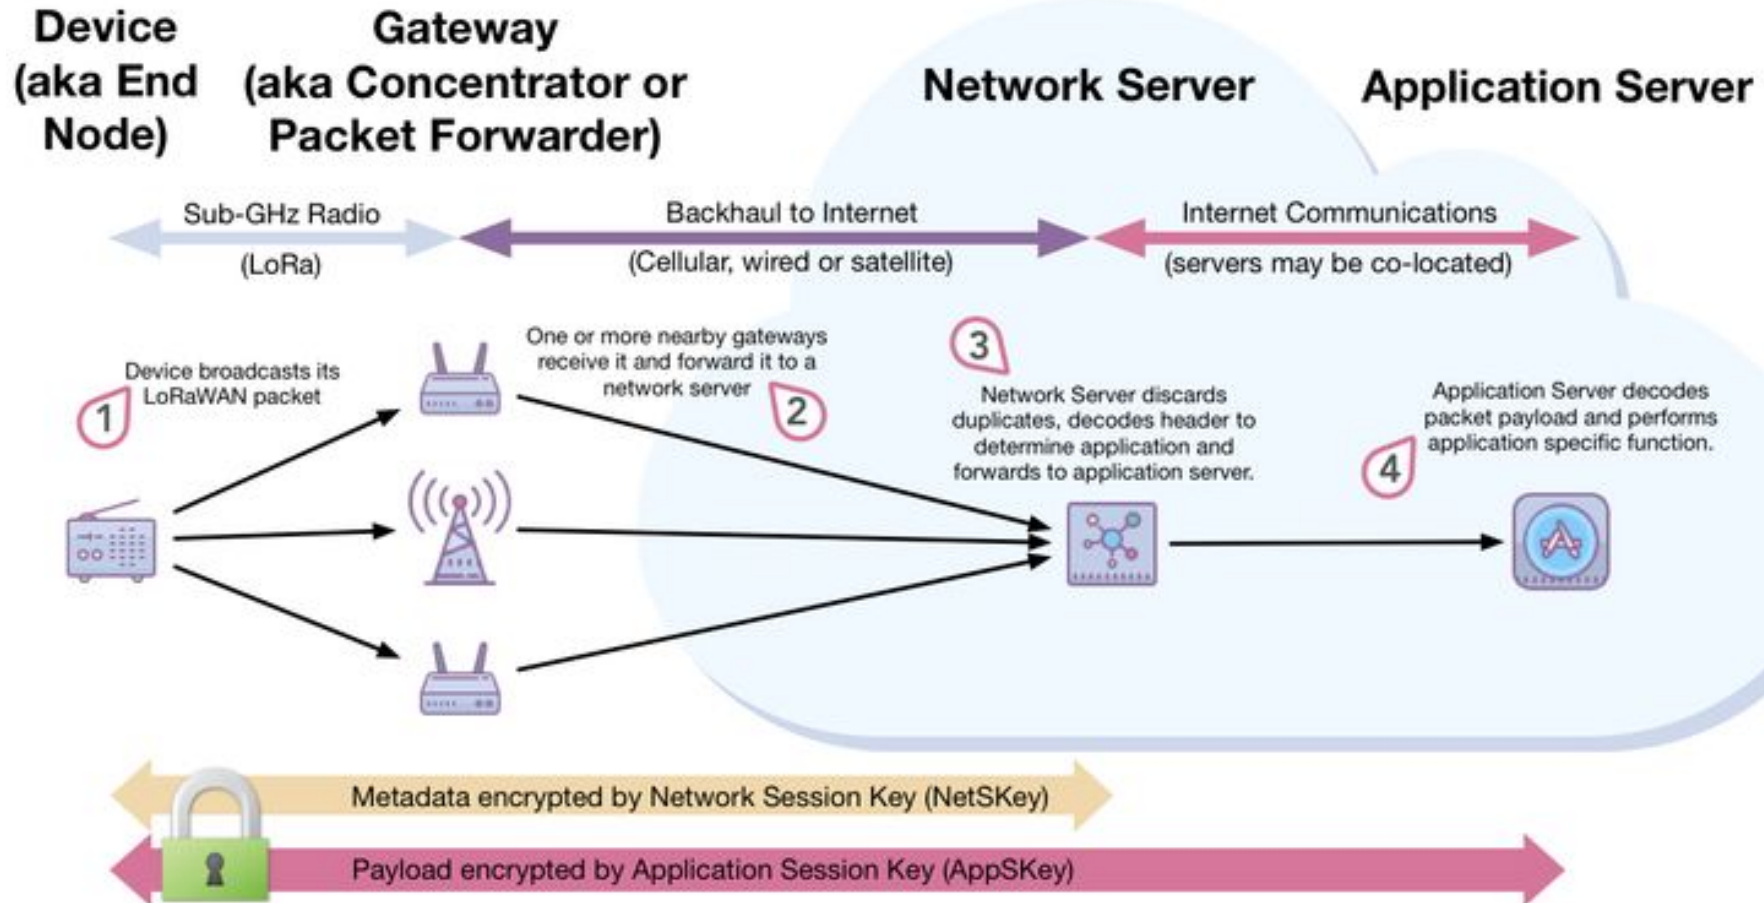 Device
(aka End
Node)
Gateway
(aka Concentrator or
Packet Forwarder)
Network Server
Application Server
Sub-GHz Radio
(LoRa)
Backhaul to Internet
(Cellular, wired or satellite)
Internet Communications
(servers may be co-located)
1
Device broadcasts its
LoRaWAN packet
One or more nearby gateways
receive it and forward it to a
network server
2
3
Network Server discards
duplicates, decodes header to
determine application and
forwards to application server.
Application Server decodes
packet payload and performs
application specific function.
4
Metadata encrypted by Network Session Key (NetSKey)
Payload encrypted by Application Session Key (AppSKey)